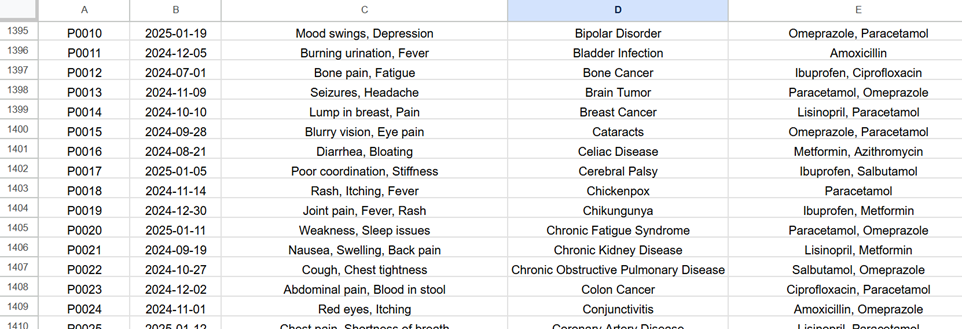 A B C D E
1395 P0010 2025-01-19 Mood swings, Depression Bipolar Disorder Omeprazole, Paracetamol
1396 P0011 2024-12-05 Burning urination, Fever Bladder Infection Amoxicillin
1397 P0012 2024-07-01 Bone pain, Fatigue Bone Cancer Ibuprofen, Ciprofloxacin
1398 P0013 2024-11-09 Seizures, Headache Brain Tumor Paracetamol, Omeprazole
1399 P0014 2024-10-10 Lump in breast, Pain Breast Cancer Lisinopril, Paracetamol
1400 P0015 2024-09-28 Blurry vision, Eye pain Cataracts Omeprazole, Paracetamol
1401 P0016 2024-08-21 Diarrhea, Bloating Celiac Disease Metformin, Azithromycin
1402 P0017 2025-01-05 Poor coordination, Stiffness Cerebral Palsy Ibuprofen, Salbutamol
1403 P0018 2024-11-14 Rash, Itching, Fever Chickenpox Paracetamol
1404 P0019 2024-12-30 Joint pain, Fever, Rash Chikungunya Ibuprofen, Metformin
1405 P0020 2025-01-11 Weakness, Sleep issues Chronic Fatigue Syndrome Paracetamol, Omeprazole
1406 P0021 2024-09-19 Nausea, Swelling, Back pain Chronic Kidney Disease Lisinopril, Metformin
1407 P0022 2024-10-27 Cough, Chest tightness Chronic Obstructive Pulmonary Disease Salbutamol, Omeprazole
1408 P0023 2024-12-02 Abdominal pain, Blood in stool Colon Cancer Ciprofloxacin, Paracetamol
1409 P0024 2024-11-01 Red eyes, Itching Conjunctivitis Amoxicillin, Omeprazole
1410 P0025 2025-01-12 Chest pain, Shortness of breath Coronary Artery Disease Lisinopril, Paracetamol